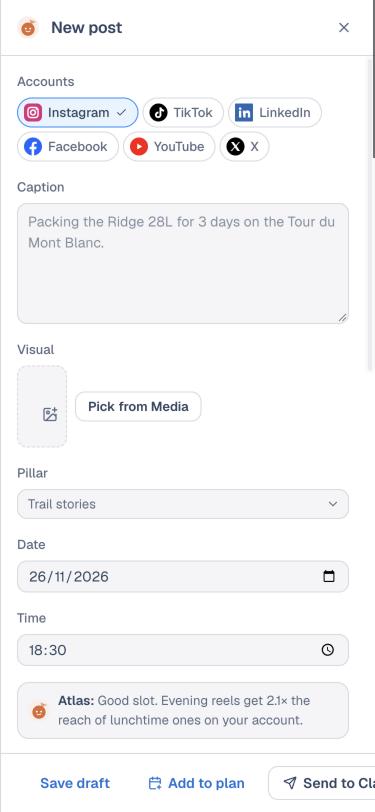 New post
Accounts
Instagram TikTok LinkedIn
Facebook YouTube X
Caption
Packing the Ridge 28L for 3 days on the Tour du
Mont Blanc.
Visual
Pick from Media
Pillar
Trail stories
Date
26/11/2026
Time
18:30
Atlas: Good slot. Evening reels get 2.1× the
reach of lunchtime ones on your account.
Save draft Add to plan Send to Cla